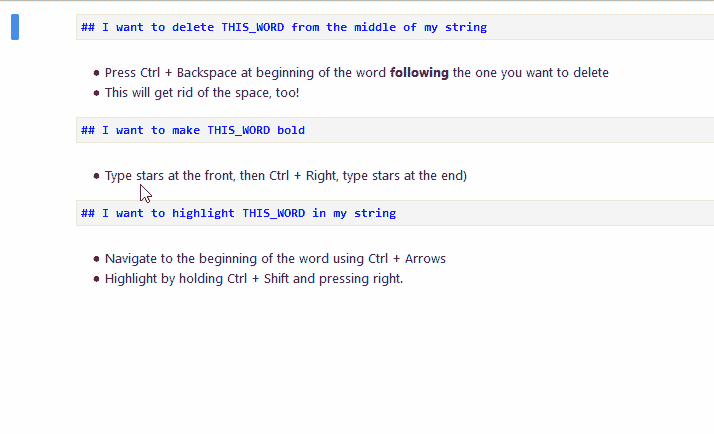 ## I want to delete THIS_WORD from the middle of my string
• Press Ctrl + Backspace at beginning of the word following the one you want to delete
• This will get rid of the space, too!
## I want to make THIS_WORD bold
• Type stars at the front, then Ctrl + Right, type stars at the end)
## I want to highlight THIS_WORD in my string
• Navigate to the beginning of the word using Ctrl + Arrows
• Highlight by holding Ctrl + Shift and pressing right.